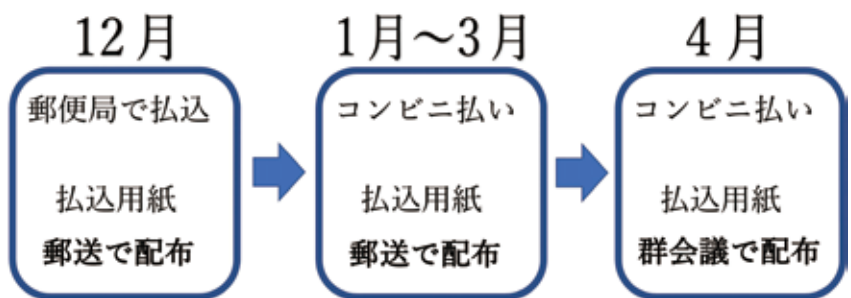 12月
郵便局で払込
払込用紙
郵送で配布
1月～3月
コンビニ払い
払込用紙
郵送で配布
4月
コンビニ払い
払込用紙
群会議で配布